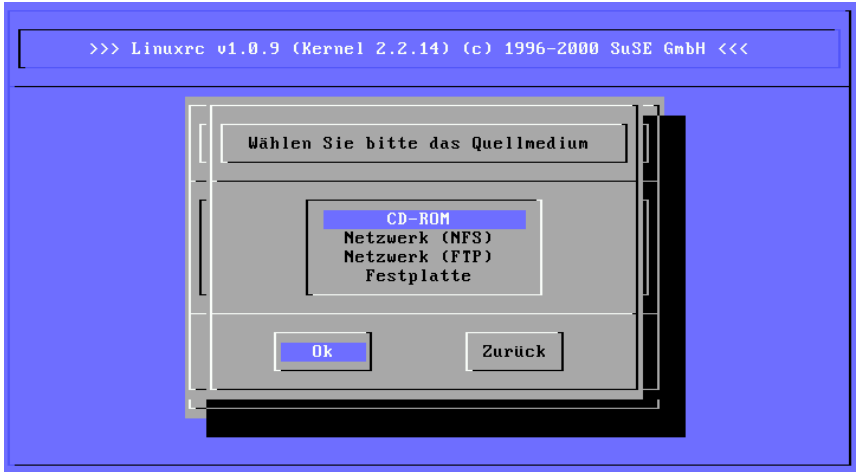 >>> Linuxrc v1.0.9 (Kernel 2.2.14) (c) 1996-2000 SuSE GmbH <<<
Wählen Sie bitte das Quellmedium
CD-ROM
Netzwerk (NFS)
Netzwerk (FTP)
Festplatte
Ok Zurück